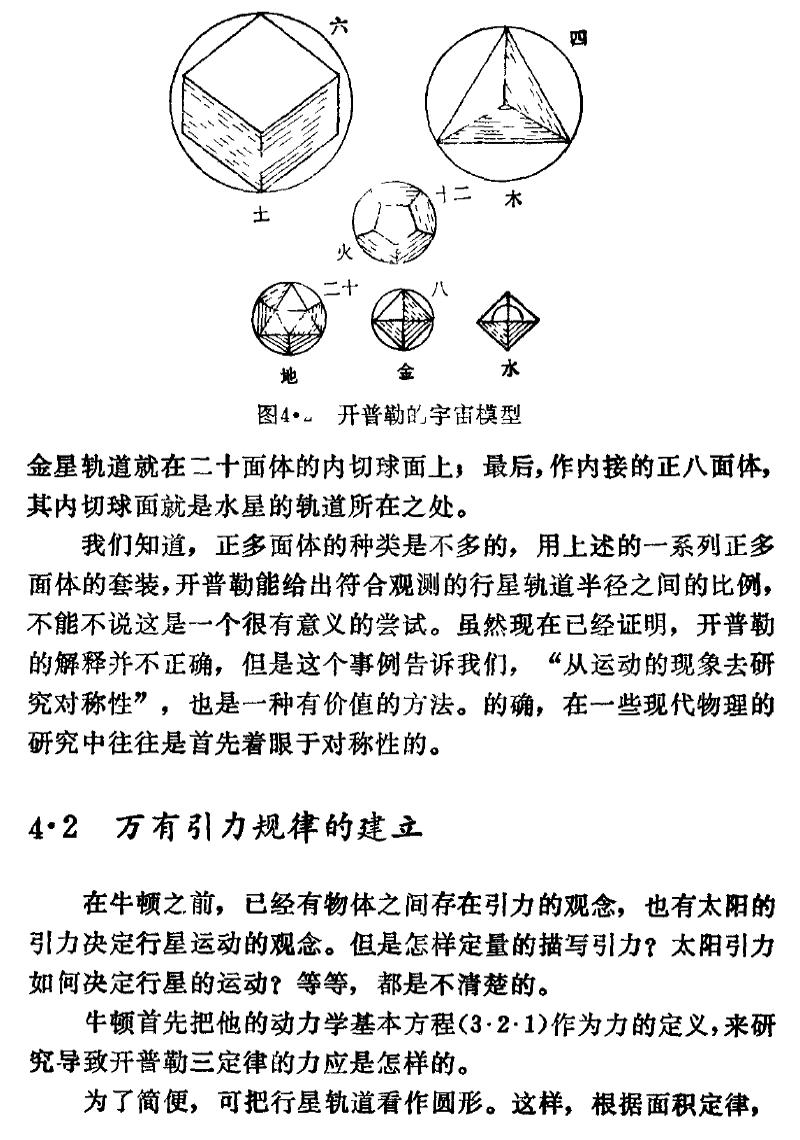 六
四
土
木
十二
火
二十
八
地
金
水
图4· 开普勒的宇宙模型
金星轨道就在二十面体的内切球面上；最后，作内接的正八面体，
其内切球面就是水星的轨道所在之处。
我们知道，正多面体的种类是不多的，用上述的一系列正多
面体的套装，开普勒能给出符合观测的行星轨道半径之间的比例，
不能不说这是一个很有意义的尝试。虽然现在已经证明，开普勒
的解释并不正确，但是这个事例告诉我们，“从运动的现象去研
究对称性”，也是一种有价值的方法。的确，在一些现代物理的
研究中往往是首先着眼于对称性的。
4·2 万有引力规律的建立
在牛顿之前，已经有物体之间存在引力的观念，也有太阳的
引力决定行星运动的观念。但是怎样定量的描写引力？太阳引力
如何决定行星的运动？等等，都是不清楚的。
牛顿首先把他的动力学基本方程(3·2·1)作为力的定义，来研
究导致开普勒三定律的力应是怎样的。
为了简便，可把行星轨道看作圆形。这样，根据面积定律，